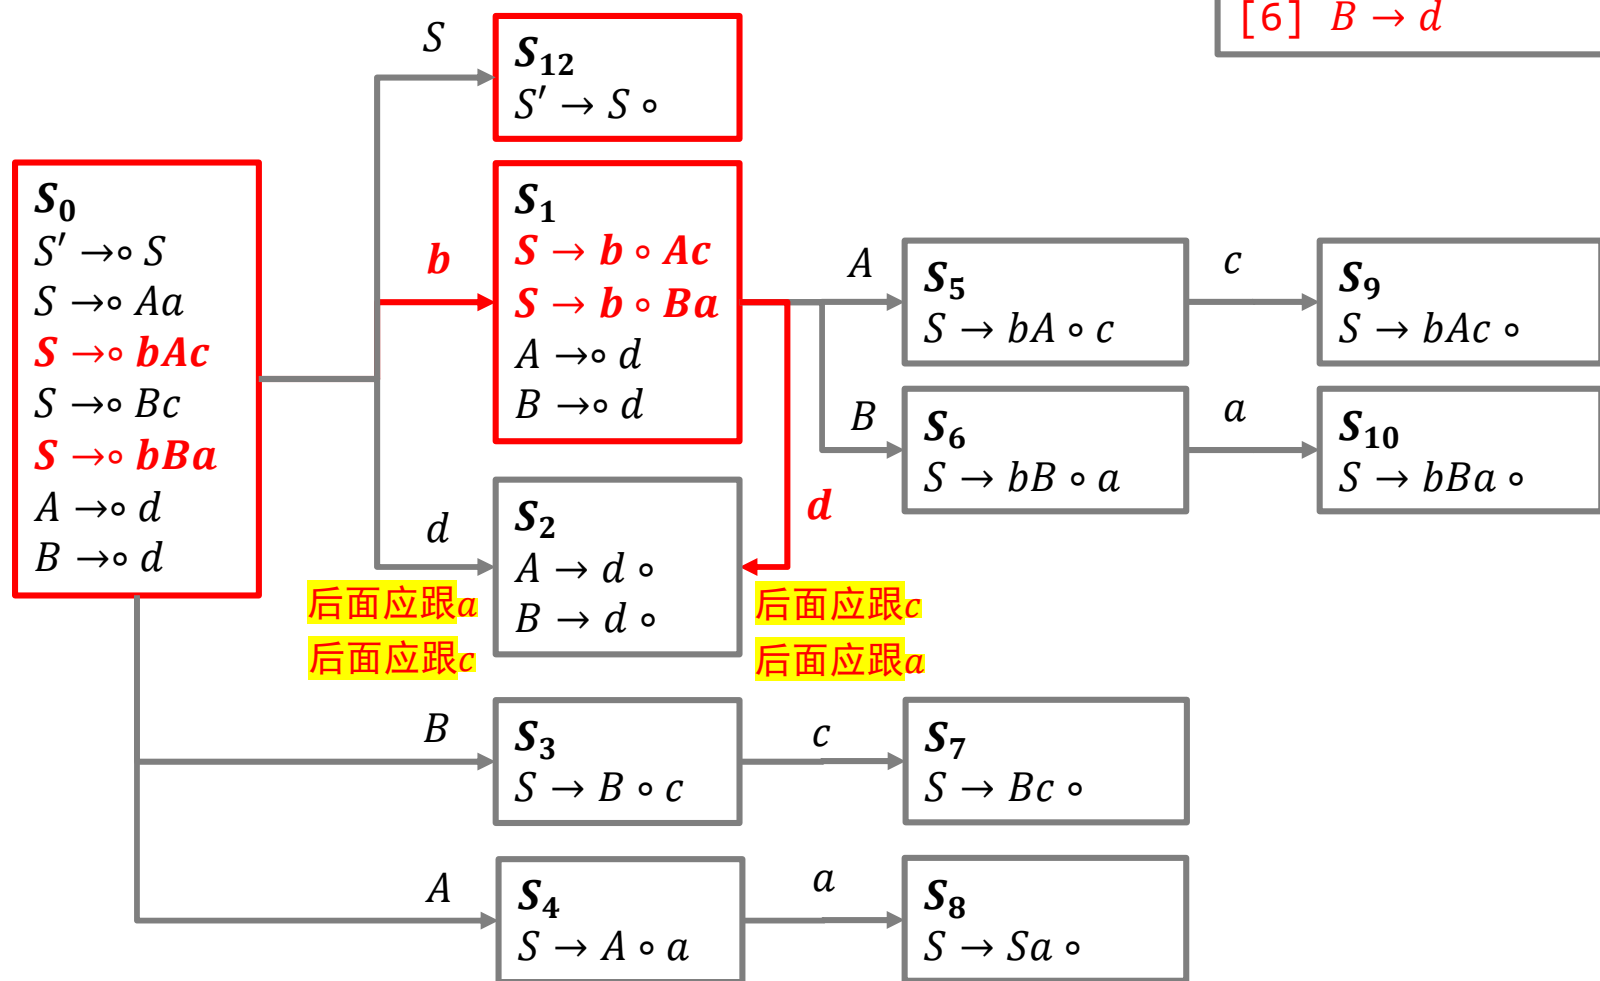 [6] B → d
S
S₁₂
S′ → S ∘
S₀
S′ →∘ S
S →∘ Aa
S →∘ bAc
S →∘ Bc
S →∘ bBa
A →∘ d
B →∘ d
b
S₁
S → b ∘ Ac
S → b ∘ Ba
A →∘ d
B →∘ d
A
S₅
S → bA ∘ c
c
S₉
S → bAc ∘
B
S₆
S → bB ∘ a
a
S₁₀
S → bBa ∘
d
d
S₂
A → d ∘
B → d ∘
后面应跟a
后面应跟c
后面应跟c
后面应跟a
B
S₃
S → B ∘ c
c
S₇
S → Bc ∘
A
S₄
S → A ∘ a
a
S₈
S → Sa ∘